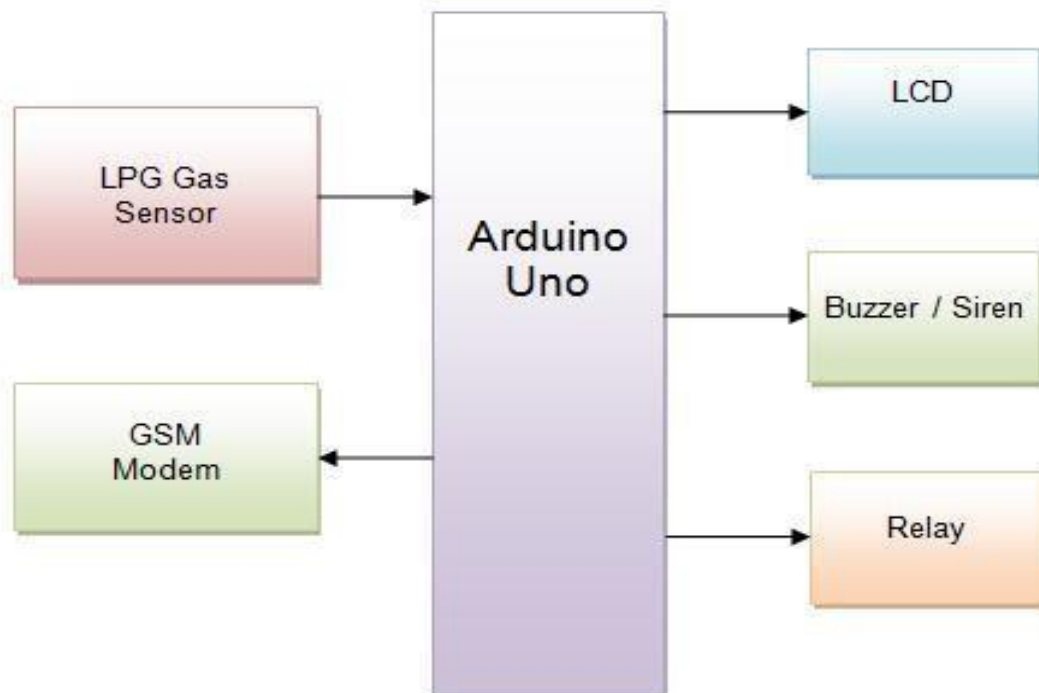 LPG Gas
Sensor
GSM
Modem
Arduino
Uno
LCD
Buzzer / Siren
Relay